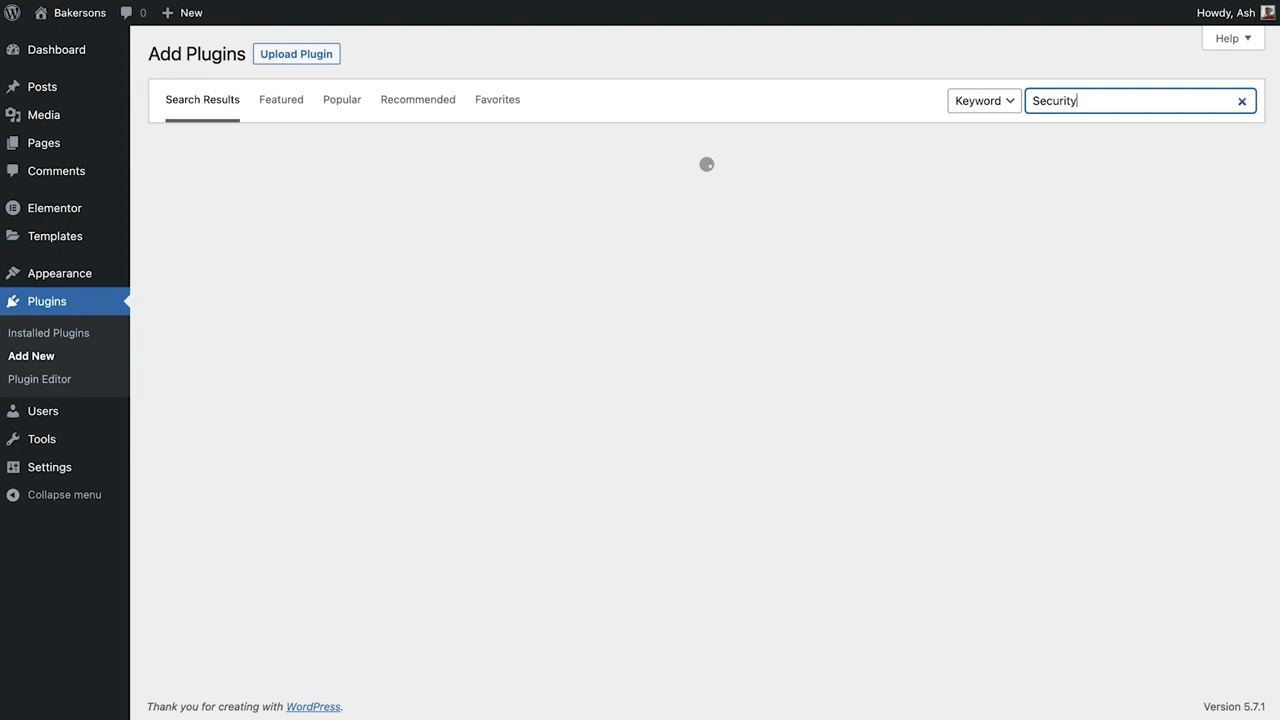 Bakersons 0 New Howdy, Ash
Help
Add Plugins Upload Plugin
Search Results Featured Popular Recommended Favorites Keyword Security
Dashboard
Posts
Media
Pages
Comments
Elementor
Templates
Appearance
Plugins
Installed Plugins
Add New
Plugin Editor
Users
Tools
Settings
Collapse menu
Thank you for creating with WordPress. Version 5.7.1